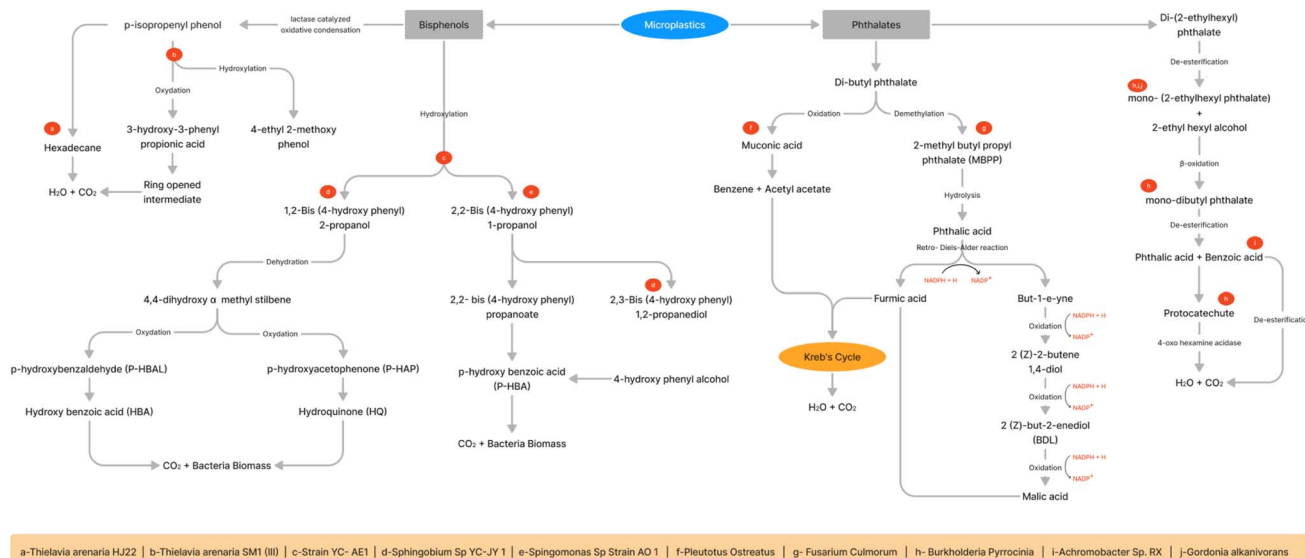 Microplastics
Bisphenols
Phthalates
lactase catalyzed
oxidative condensation
p-isopropenyl phenol
b
Hydroxylation
Oxydation
a
Hexadecane
3-hydroxy-3-phenyl
propionic acid
4-ethyl 2-methoxy
phenol
H₂O + CO₂
Ring opened
intermediate
Hydroxylation
c
d
1,2-Bis (4-hydroxy phenyl)
2-propanol
e
2,2-Bis (4-hydroxy phenyl)
1-propanol
Dehydration
4,4-dihydroxy α methyl stilbene
Oxydation
Oxydation
p-hydroxybenzaldehyde (P-HBAL)
p-hydroxyacetophenone (P-HAP)
Hydroxy benzoic acid (HBA)
Hydroquinone (HQ)
CO₂ + Bacteria Biomass
2,2- bis (4-hydroxy phenyl)
propanoate
d
2,3-Bis (4-hydroxy phenyl)
1,2-propanediol
p-hydroxy benzoic acid
(P-HBA)
4-hydroxy phenyl alcohol
CO₂ + Bacteria Biomass
Di-butyl phthalate
Oxidation
Demethylation
f
Muconic acid
g
2-methyl butyl propyl
phthalate (MBPP)
Benzene + Acetyl acetate
Hydrolysis
Phthalic acid
Retro- Diels-Alder reaction
NADPH + H
NADP⁺
Furmic acid
But-1-e-yne
Oxidation
NADPH + H
NADP⁺
Kreb's Cycle
2 (Z)-2-butene
1,4-diol
H₂O + CO₂
Oxidation
NADPH + H
NADP⁺
2 (Z)-but-2-enediol
(BDL)
Oxidation
NADPH + H
NADP⁺
Malic acid
Di-(2-ethylhexyl)
phthalate
De-esterification
h,i,j
mono- (2-ethylhexyl phthalate)
+
2-ethyl hexyl alcohol
β-oxidation
h
mono-dibutyl phthalate
De-esterification
i
Phthalic acid + Benzoic acid
h
Protocatechute
De-esterification
4-oxo hexamine acidase
H₂O + CO₂
a-Thielavia arenaria HJ22 | b-Thielavia arenaria SM1 (III) | c-Strain YC- AE1 | d-Sphingobium Sp YC-JY 1 | e-Spingomonas Sp Strain AO 1 | f-Pleutotus Ostreatus | g- Fusarium Culmorum | h- Burkholderia Pyrrocinia | i-Achromobacter Sp. RX | j-Gordonia alkanivorans